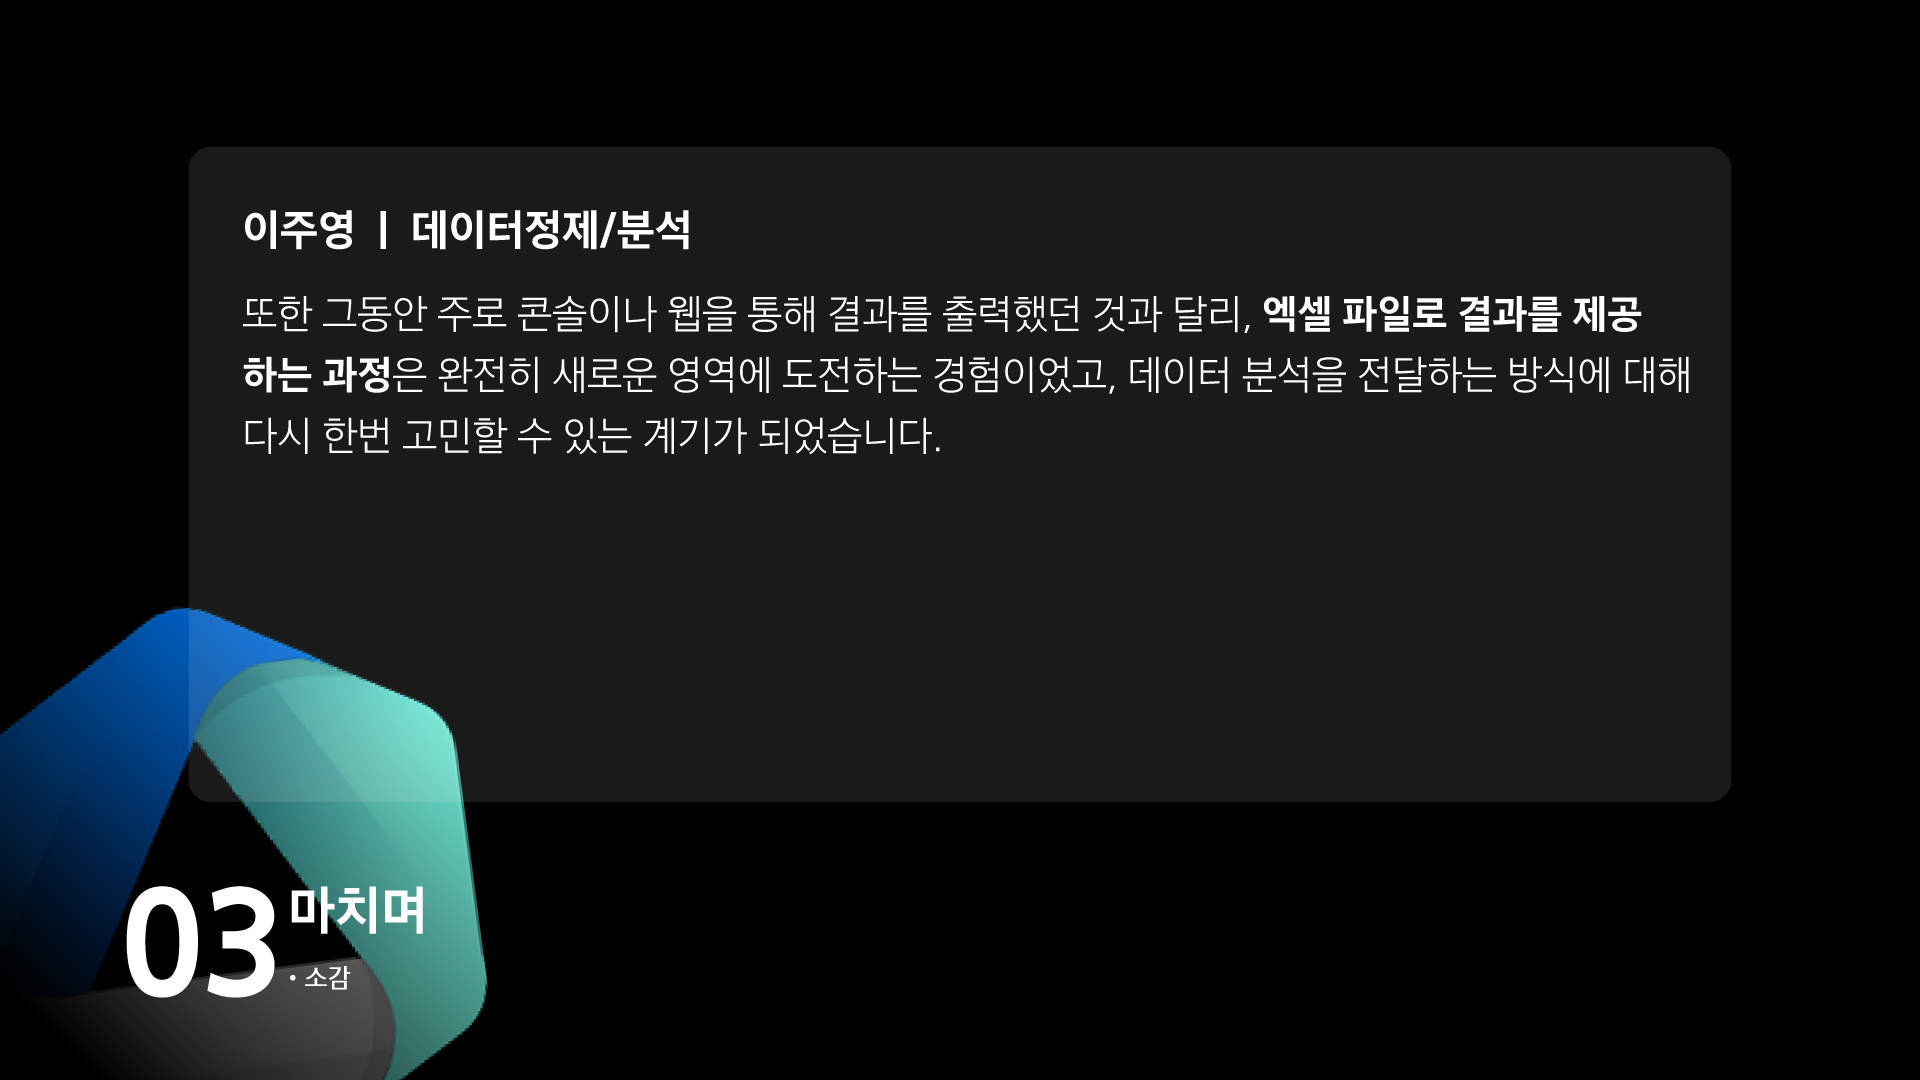 이주영 | 데이터정제/분석
또한 그동안 주로 콘솔이나 웹을 통해 결과를 출력했던 것과 달리, 엑셀 파일로 결과를 제공
하는 과정은 완전히 새로운 영역에 도전하는 경험이었고, 데이터 분석을 전달하는 방식에 대해
다시 한번 고민할 수 있는 계기가 되었습니다.
03 마치며
• 소감